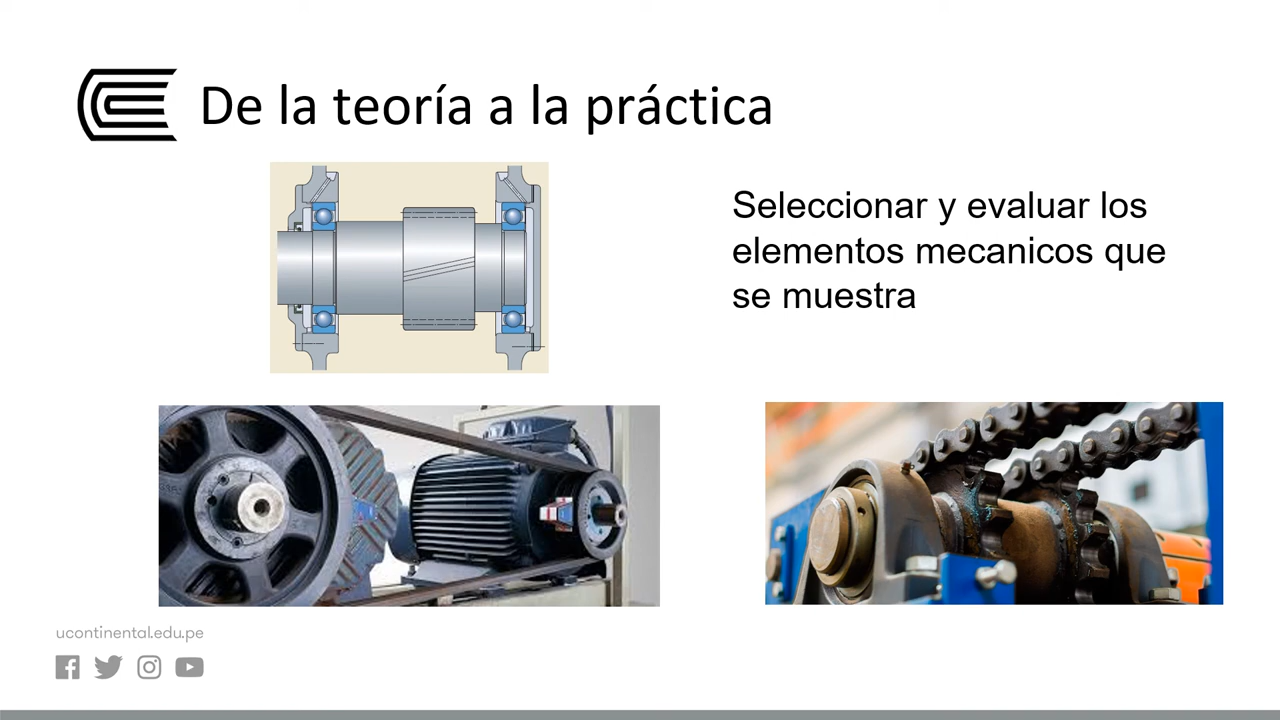 De la teoría a la práctica
Seleccionar y evaluar los
elementos mecanicos que
se muestra
ucontinental.edu.pe